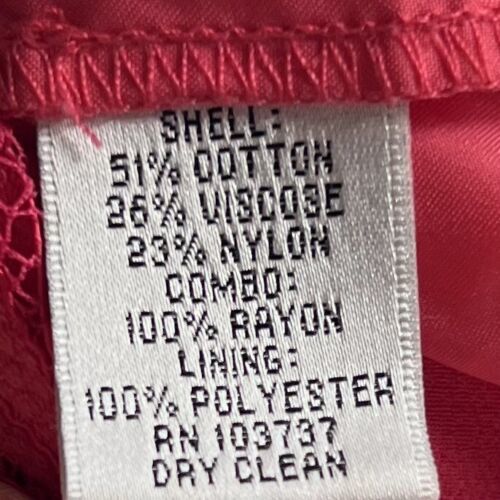 SHELL:
51% COTTON
26% VISCOSE
23% NYLON
COMBO:
100% RAYON
LINING:
100% POLYESTER
RN 103737
DRY CLEAN